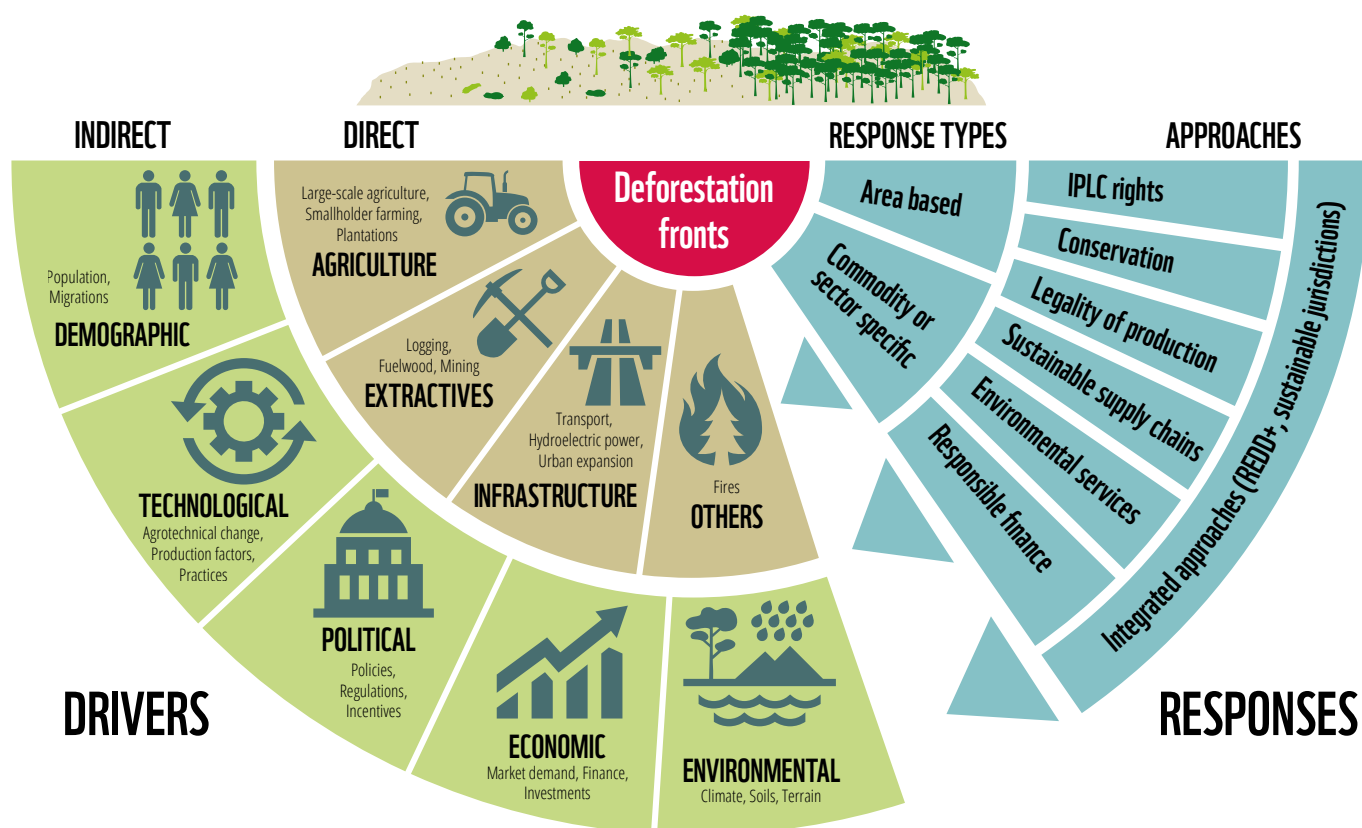 INDIRECT
DIRECT
RESPONSE TYPES
APPROACHES
Deforestation
fronts
Population,
Migrations
DEMOGRAPHIC
TECHNOLOGICAL
Agrotechnical change,
Production factors,
Practices
POLITICAL
Policies,
Regulations,
Incentives
ECONOMIC
Market demand, Finance,
Investments
ENVIRONMENTAL
Climate, Soils, Terrain
Large-scale agriculture,
Smallholder farming,
Plantations
AGRICULTURE
Logging,
Fuelwood, Mining
EXTRACTIVES
Transport,
Hydroelectric power,
Urban expansion
INFRASTRUCTURE
Fires
OTHERS
Area based
Commodity or
sector specific
IPLC rights
Conservation
Legality of production
Sustainable supply chains
Environmental services
Responsible finance
Integrated approaches (REDD+, sustainable jurisdictions)
DRIVERS
RESPONSES